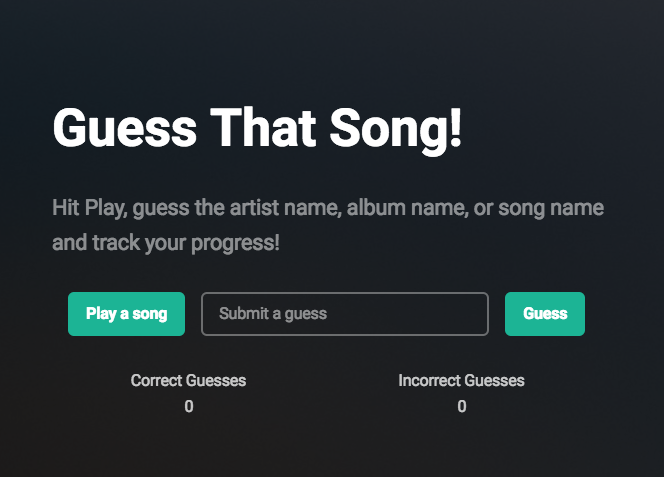 Guess That Song!
Hit Play, guess the artist name, album name, or song name
and track your progress!
Play a song
Submit a guess
Guess
Correct Guesses
Incorrect Guesses
0
0